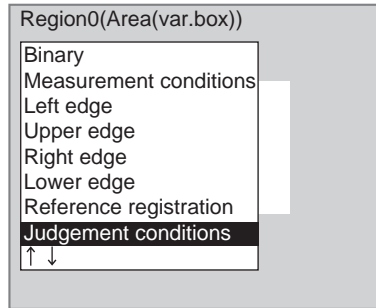 Region0(Area(var.box))
Binary
Measurement conditions
Left edge
Upper edge
Right edge
Lower edge
Reference registration
Judgement conditions
↑ ↓